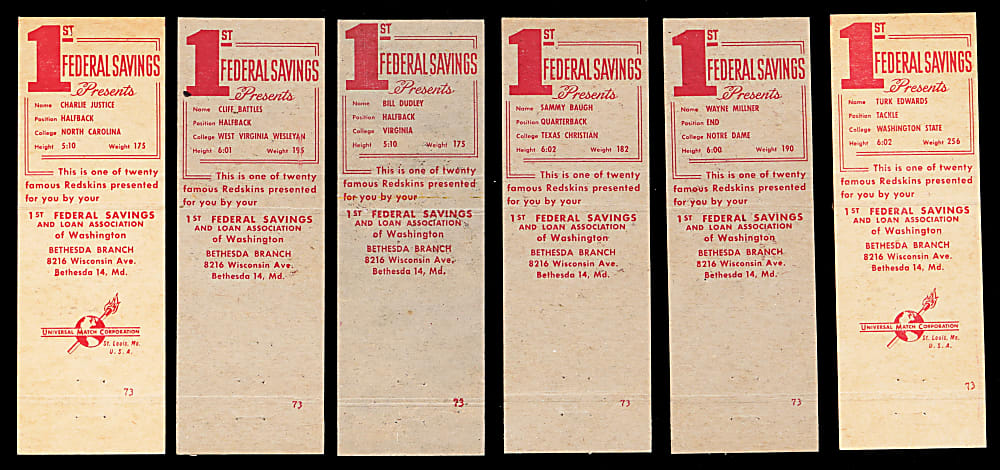 1ST
FEDERAL SAVINGS
Presents
Name CHARLIE JUSTICE
Position HALFBACK
College NORTH CAROLINA
Height 5:10 Weight 175
This is one of twenty
famous Redskins presented
for you by your
1ST FEDERAL SAVINGS
AND LOAN ASSOCIATION
of Washington
BETHESDA BRANCH
8216 Wisconsin Ave.
Bethesda 14, Md.
UNIVERSAL MATCH CORPORATION
St. Louis, Mo.
U.S.A.
73
1ST
FEDERAL SAVINGS
Presents
Name CLIFF BATTLES
Position HALFBACK
College WEST VIRGINIA WESLEYAN
Height 6:01 Weight 195
This is one of twenty
famous Redskins presented
for you by your
1ST FEDERAL SAVINGS
AND LOAN ASSOCIATION
of Washington
BETHESDA BRANCH
8216 Wisconsin Ave.
Bethesda 14, Md.
73
1ST
FEDERAL SAVINGS
Presents
Name BILL DUDLEY
Position HALFBACK
College VIRGINIA
Height 5:10 Weight 175
This is one of twenty
famous Redskins presented
for you by your
1ST FEDERAL SAVINGS
AND LOAN ASSOCIATION
of Washington
BETHESDA BRANCH
8216 Wisconsin Ave.
Bethesda 14, Md.
73
1ST
FEDERAL SAVINGS
Presents
Name SAMMY BAUGH
Position QUARTERBACK
College TEXAS CHRISTIAN
Height 6:02 Weight 182
This is one of twenty
famous Redskins presented
for you by your
1ST FEDERAL SAVINGS
AND LOAN ASSOCIATION
of Washington
BETHESDA BRANCH
8216 Wisconsin Ave.
Bethesda 14, Md.
73
1ST
FEDERAL SAVINGS
Presents
Name WAYNE MILLNER
Position END
College NOTRE DAME
Height 6:00 Weight 190
This is one of twenty
famous Redskins presented
for you by your
1ST FEDERAL SAVINGS
AND LOAN ASSOCIATION
of Washington
BETHESDA BRANCH
8216 Wisconsin Ave.
Bethesda 14, Md.
73
1ST
FEDERAL SAVINGS
Presents
Name TURK EDWARDS
Position TACKLE
College WASHINGTON STATE
Height 6:02 Weight 256
This is one of twenty
famous Redskins presented
for you by your
1ST FEDERAL SAVINGS
AND LOAN ASSOCIATION
of Washington
BETHESDA BRANCH
8216 Wisconsin Ave.
Bethesda 14, Md.
UNIVERSAL MATCH CORPORATION
St. Louis, Mo.
U.S.A.
73